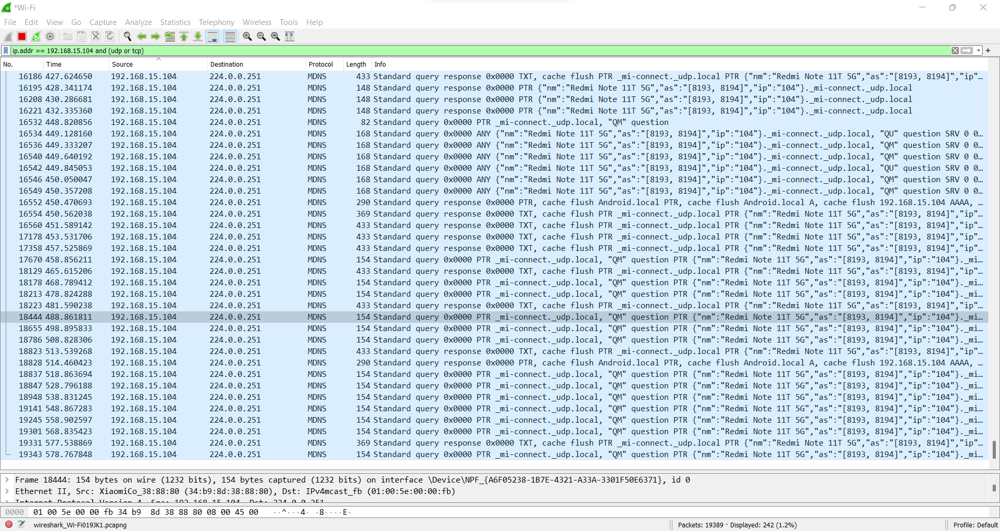 *Wi-Fi
File Edit View Go Capture Analyze Statistics Telephony Wireless Tools Help
ip.addr == 192.168.15.104 and (udp or tcp)
No. Time Source Destination Protocol Length Info
16186 427.624650 192.168.15.104 224.0.0.251 MDNS 433 Standard query response 0x0000 TXT, cache flush PTR _mi-connect._udp.local PTR {"nm":"Redmi Note 11T 5G","as":"[8193, 8194]","ip"…
16195 428.341174 192.168.15.104 224.0.0.251 MDNS 148 Standard query response 0x0000 PTR {"nm":"Redmi Note 11T 5G","as":"[8193, 8194]","ip":"104"}._mi-connect._udp.local
16208 430.286681 192.168.15.104 224.0.0.251 MDNS 148 Standard query response 0x0000 PTR {"nm":"Redmi Note 11T 5G","as":"[8193, 8194]","ip":"104"}._mi-connect._udp.local
16221 432.335360 192.168.15.104 224.0.0.251 MDNS 148 Standard query response 0x0000 PTR {"nm":"Redmi Note 11T 5G","as":"[8193, 8194]","ip":"104"}._mi-connect._udp.local
16532 448.820856 192.168.15.104 224.0.0.251 MDNS 82 Standard query 0x0000 PTR _mi-connect._udp.local, "QM" question
16534 449.128160 192.168.15.104 224.0.0.251 MDNS 168 Standard query 0x0000 ANY {"nm":"Redmi Note 11T 5G","as":"[8193, 8194]","ip":"104"}._mi-connect._udp.local, "QU" question SRV 0 0…
16536 449.333207 192.168.15.104 224.0.0.251 MDNS 168 Standard query 0x0000 ANY {"nm":"Redmi Note 11T 5G","as":"[8193, 8194]","ip":"104"}._mi-connect._udp.local, "QM" question SRV 0 0…
16540 449.640192 192.168.15.104 224.0.0.251 MDNS 168 Standard query 0x0000 ANY {"nm":"Redmi Note 11T 5G","as":"[8193, 8194]","ip":"104"}._mi-connect._udp.local, "QM" question SRV 0 0…
16542 449.845053 192.168.15.104 224.0.0.251 MDNS 168 Standard query 0x0000 ANY {"nm":"Redmi Note 11T 5G","as":"[8193, 8194]","ip":"104"}._mi-connect._udp.local, "QU" question SRV 0 0…
16546 450.050047 192.168.15.104 224.0.0.251 MDNS 168 Standard query 0x0000 ANY {"nm":"Redmi Note 11T 5G","as":"[8193, 8194]","ip":"104"}._mi-connect._udp.local, "QM" question SRV 0 0…
16549 450.357208 192.168.15.104 224.0.0.251 MDNS 168 Standard query 0x0000 ANY {"nm":"Redmi Note 11T 5G","as":"[8193, 8194]","ip":"104"}._mi-connect._udp.local, "QM" question SRV 0 0…
16552 450.470693 192.168.15.104 224.0.0.251 MDNS 290 Standard query response 0x0000 PTR, cache flush Android.local PTR, cache flush Android.local A, cache flush 192.168.15.104 AAAA, …
16554 450.562038 192.168.15.104 224.0.0.251 MDNS 369 Standard query response 0x0000 TXT, cache flush PTR _mi-connect._udp.local PTR {"nm":"Redmi Note 11T 5G","as":"[8193, 8194]","ip"…
16560 451.589142 192.168.15.104 224.0.0.251 MDNS 433 Standard query response 0x0000 TXT, cache flush PTR _mi-connect._udp.local PTR {"nm":"Redmi Note 11T 5G","as":"[8193, 8194]","ip"…
17178 453.531706 192.168.15.104 224.0.0.251 MDNS 433 Standard query response 0x0000 TXT, cache flush PTR _mi-connect._udp.local PTR {"nm":"Redmi Note 11T 5G","as":"[8193, 8194]","ip"…
17358 457.525869 192.168.15.104 224.0.0.251 MDNS 433 Standard query response 0x0000 TXT, cache flush PTR _mi-connect._udp.local PTR {"nm":"Redmi Note 11T 5G","as":"[8193, 8194]","ip"…
17670 458.856211 192.168.15.104 224.0.0.251 MDNS 154 Standard query 0x0000 PTR _mi-connect._udp.local, "QM" question PTR {"nm":"Redmi Note 11T 5G","as":"[8193, 8194]","ip":"104"}._mi…
18129 465.615206 192.168.15.104 224.0.0.251 MDNS 433 Standard query response 0x0000 TXT, cache flush PTR _mi-connect._udp.local PTR {"nm":"Redmi Note 11T 5G","as":"[8193, 8194]","ip"…
18178 468.789412 192.168.15.104 224.0.0.251 MDNS 154 Standard query 0x0000 PTR _mi-connect._udp.local, "QM" question PTR {"nm":"Redmi Note 11T 5G","as":"[8193, 8194]","ip":"104"}._mi…
18213 478.824288 192.168.15.104 224.0.0.251 MDNS 154 Standard query 0x0000 PTR _mi-connect._udp.local, "QM" question PTR {"nm":"Redmi Note 11T 5G","as":"[8193, 8194]","ip":"104"}._mi…
18223 481.590238 192.168.15.104 224.0.0.251 MDNS 433 Standard query response 0x0000 TXT, cache flush PTR _mi-connect._udp.local PTR {"nm":"Redmi Note 11T 5G","as":"[8193, 8194]","ip"…
18444 488.861811 192.168.15.104 224.0.0.251 MDNS 154 Standard query 0x0000 PTR _mi-connect._udp.local, "QM" question PTR {"nm":"Redmi Note 11T 5G","as":"[8193, 8194]","ip":"104"}._mi…
18655 498.895833 192.168.15.104 224.0.0.251 MDNS 154 Standard query 0x0000 PTR _mi-connect._udp.local, "QM" question PTR {"nm":"Redmi Note 11T 5G","as":"[8193, 8194]","ip":"104"}._mi…
18786 508.828306 192.168.15.104 224.0.0.251 MDNS 154 Standard query 0x0000 PTR _mi-connect._udp.local, "QM" question PTR {"nm":"Redmi Note 11T 5G","as":"[8193, 8194]","ip":"104"}._mi…
18823 513.539268 192.168.15.104 224.0.0.251 MDNS 433 Standard query response 0x0000 TXT, cache flush PTR _mi-connect._udp.local PTR {"nm":"Redmi Note 11T 5G","as":"[8193, 8194]","ip"…
18828 514.460423 192.168.15.104 224.0.0.251 MDNS 290 Standard query response 0x0000 PTR, cache flush Android.local PTR, cache flush Android.local A, cache flush 192.168.15.104 AAAA, …
18837 518.863694 192.168.15.104 224.0.0.251 MDNS 154 Standard query 0x0000 PTR _mi-connect._udp.local, "QM" question PTR {"nm":"Redmi Note 11T 5G","as":"[8193, 8194]","ip":"104"}._mi…
18847 528.796188 192.168.15.104 224.0.0.251 MDNS 154 Standard query 0x0000 PTR _mi-connect._udp.local, "QM" question PTR {"nm":"Redmi Note 11T 5G","as":"[8193, 8194]","ip":"104"}._mi…
18948 538.831245 192.168.15.104 224.0.0.251 MDNS 154 Standard query 0x0000 PTR _mi-connect._udp.local, "QM" question PTR {"nm":"Redmi Note 11T 5G","as":"[8193, 8194]","ip":"104"}._mi…
19141 548.867283 192.168.15.104 224.0.0.251 MDNS 154 Standard query 0x0000 PTR _mi-connect._udp.local, "QM" question PTR {"nm":"Redmi Note 11T 5G","as":"[8193, 8194]","ip":"104"}._mi…
19245 558.902597 192.168.15.104 224.0.0.251 MDNS 154 Standard query 0x0000 PTR _mi-connect._udp.local, "QM" question PTR {"nm":"Redmi Note 11T 5G","as":"[8193, 8194]","ip":"104"}._mi…
19301 568.835423 192.168.15.104 224.0.0.251 MDNS 154 Standard query 0x0000 PTR _mi-connect._udp.local, "QM" question PTR {"nm":"Redmi Note 11T 5G","as":"[8193, 8194]","ip":"104"}._mi…
19331 577.538869 192.168.15.104 224.0.0.251 MDNS 369 Standard query response 0x0000 TXT, cache flush PTR _mi-connect._udp.local PTR {"nm":"Redmi Note 11T 5G","as":"[8193, 8194]","ip"…
19343 578.767848 192.168.15.104 224.0.0.251 MDNS 154 Standard query 0x0000 PTR _mi-connect._udp.local, "QM" question PTR {"nm":"Redmi Note 11T 5G","as":"[8193, 8194]","ip":"104"}._mi…
Frame 18444: 154 bytes on wire (1232 bits), 154 bytes captured (1232 bits) on interface \Device\NPF_{A6F05238-1B7E-4321-A33A-3301F50E6371}, id 0
Ethernet II, Src: XiaomiCo_38:88:80 (34:b9:8d:38:88:80), Dst: IPv4mcast_fb (01:00:5e:00:00:fb)
Internet Protocol Version 4, Src: 192.168.15.104, Dst: 224.0.0.251
0000 01 00 5e 00 00 fb 34 b9 8d 38 88 80 08 00 45 00 ··^···4· ·8····E·
wireshark_Wi-Fi019JK1.pcapng
Packets: 19389 · Displayed: 242 (1.2%)
Profile: Default